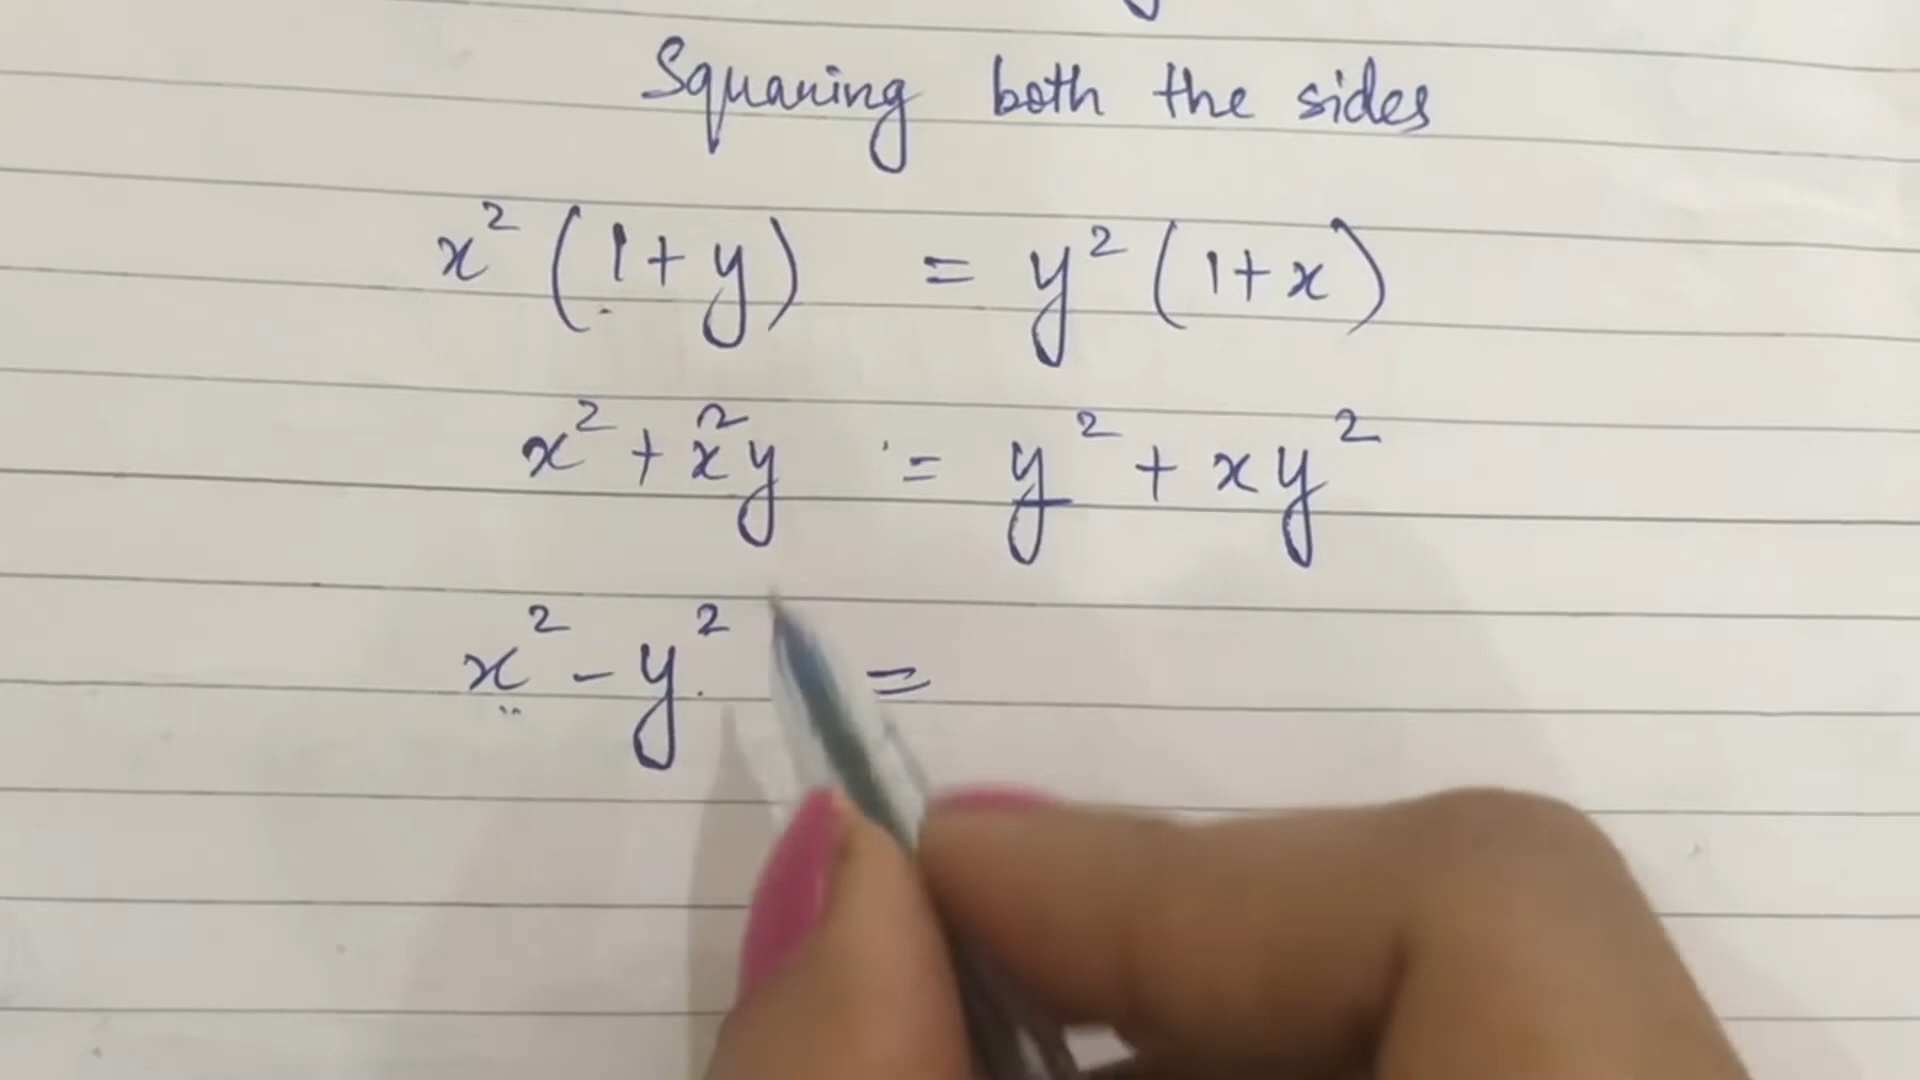 Squaring both the sides
x² (1+y) = y² (1+x)
x² + x²y = y² + xy²
x² - y² =